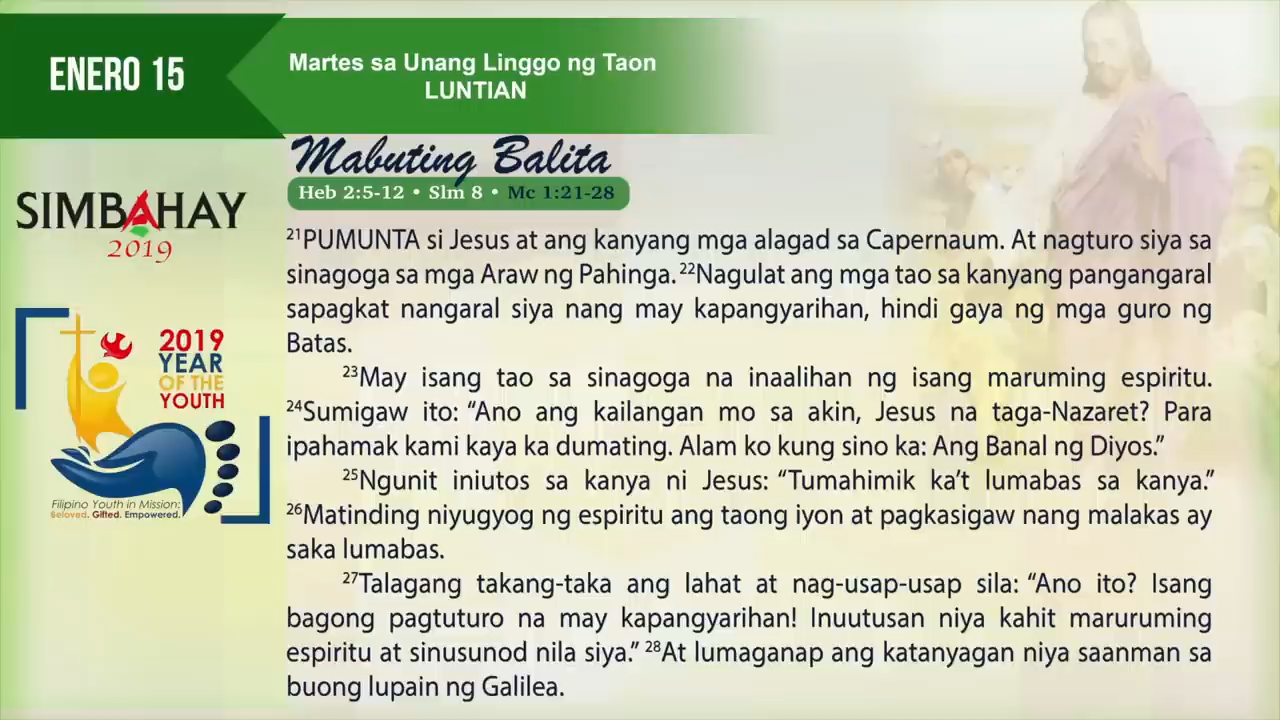 ENERO 15
Martes sa Unang Linggo ng Taon
LUNTIAN
Mabuting Balita
Heb 2:5-12 • Slm 8 • Mc 1:21-28
SIMBAHAY
2019
2019
YEAR
OF THE
YOUTH
Filipino Youth in Mission:
Beloved. Gifted. Empowered.
²¹PUMUNTA si Jesus at ang kanyang mga alagad sa Capernaum. At nagturo siya sa
sinagoga sa mga Araw ng Pahinga. ²²Nagulat ang mga tao sa kanyang pangangaral
sapagkat nangaral siya nang may kapangyarihan, hindi gaya ng mga guro ng
Batas.
²³May isang tao sa sinagoga na inaalihan ng isang maruming espiritu.
²⁴Sumigaw ito: “Ano ang kailangan mo sa akin, Jesus na taga-Nazaret? Para
ipahamak kami kaya ka dumating. Alam ko kung sino ka: Ang Banal ng Diyos.”
²⁵Ngunit iniutos sa kanya ni Jesus: “Tumahimik ka’t lumabas sa kanya.”
²⁶Matinding niyugyog ng espiritu ang taong iyon at pagkasigaw nang malakas ay
saka lumabas.
²⁷Talagang takang-taka ang lahat at nag-usap-usap sila: “Ano ito? Isang
bagong pagtuturo na may kapangyarihan! Inuutusan niya kahit maruruming
espiritu at sinusunod nila siya.” ²⁸At lumaganap ang katanyagan niya saanman sa
buong lupain ng Galilea.